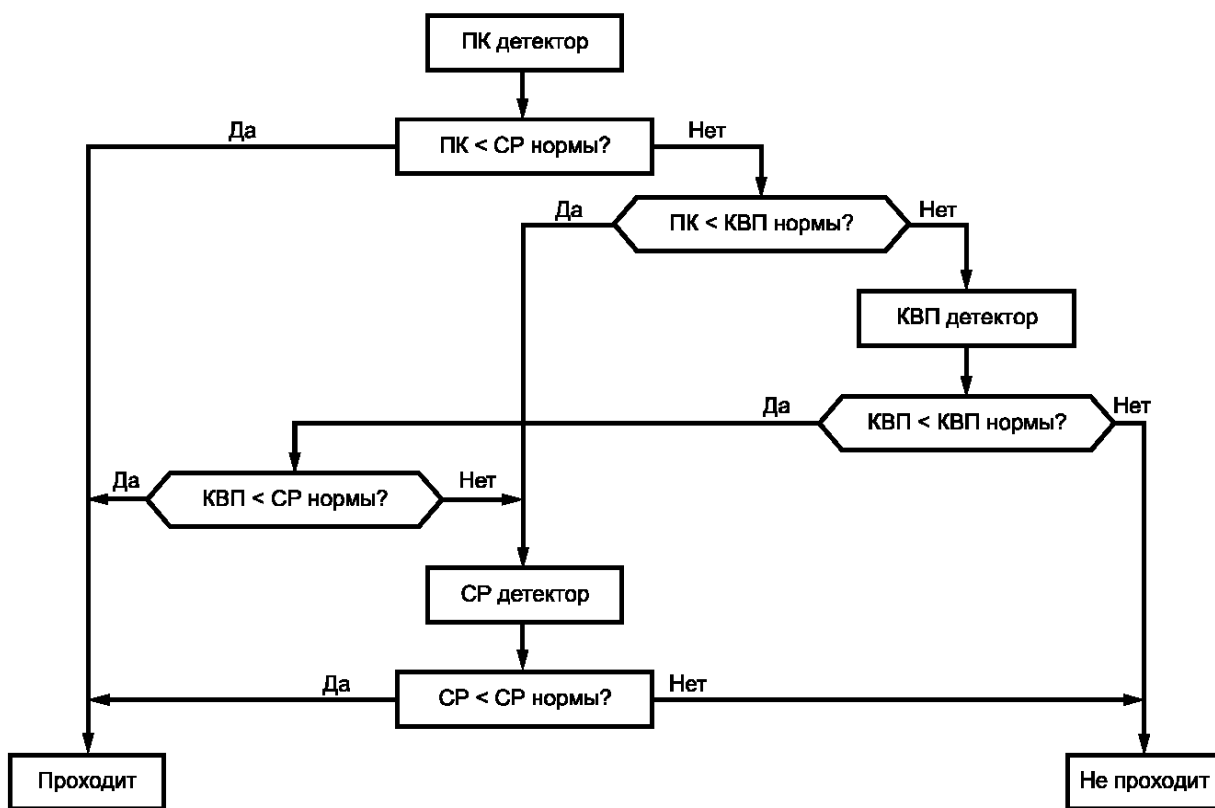 ПК детектор
Да
ПК < СР нормы?
Нет
Да
ПК < КВП нормы?
Нет
КВП детектор
Да
КВП < КВП нормы?
Нет
Да
КВП < СР нормы?
Нет
СР детектор
Да
СР < СР нормы?
Нет
Проходит
Не проходит